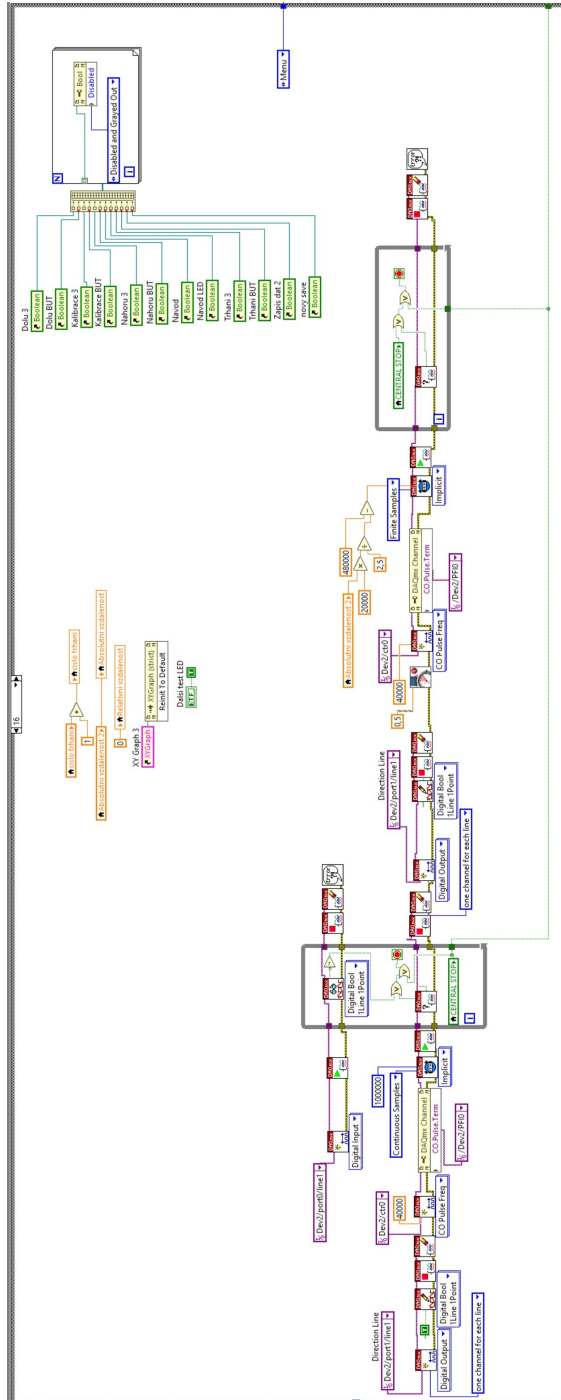 16
Dolu 3
Boolean
Dolu BUT
Boolean
Kalibrace 3
Boolean
Kalibrace BUT
Boolean
Nahoru 3
Boolean
Nahoru BUT
Boolean
Navod
Boolean
Navod LED
Boolean
Trhani 3
Boolean
Trhani BUT
Boolean
Zapis dat 2
Boolean
novy save
Boolean
N
Bool
Disabled
Disabled and Grayed Out
i
cislo trhani
1
cislo trhani
Absolutni vzdalenost 2
Absolutni vzdalenost
0
Relativni vzdalenost
XY Graph 3
XYGraph
XYGraph (strict)
Reinit To Default
Dalsi test LED
TF
Menu
Dev2/port0/line1
Digital Input
Digital Bool
1Line 1Point
Error
Direction Line
Dev2/port1/line1
Digital Output
one channel for each line
Digital Bool
1Line 1Point
Dev2/ctr0
40000
CO Pulse Freq
DAQmx Channel
CO.Pulse.Term
/Dev2/PFI0
1000000
Continuous Samples
Implicit
CENTRAL STOP
i
one channel for each line
Direction Line
Dev2/port1/line1
Digital Output
Digital Bool
1Line 1Point
0,5
Dev2/ctr0
40000
CO Pulse Freq
DAQmx Channel
CO.Pulse.Term
/Dev2/PFI0
Absolutni vzdalenost 2
20000
2,5
480000
Finite Samples
Implicit
CENTRAL STOP
i
Error